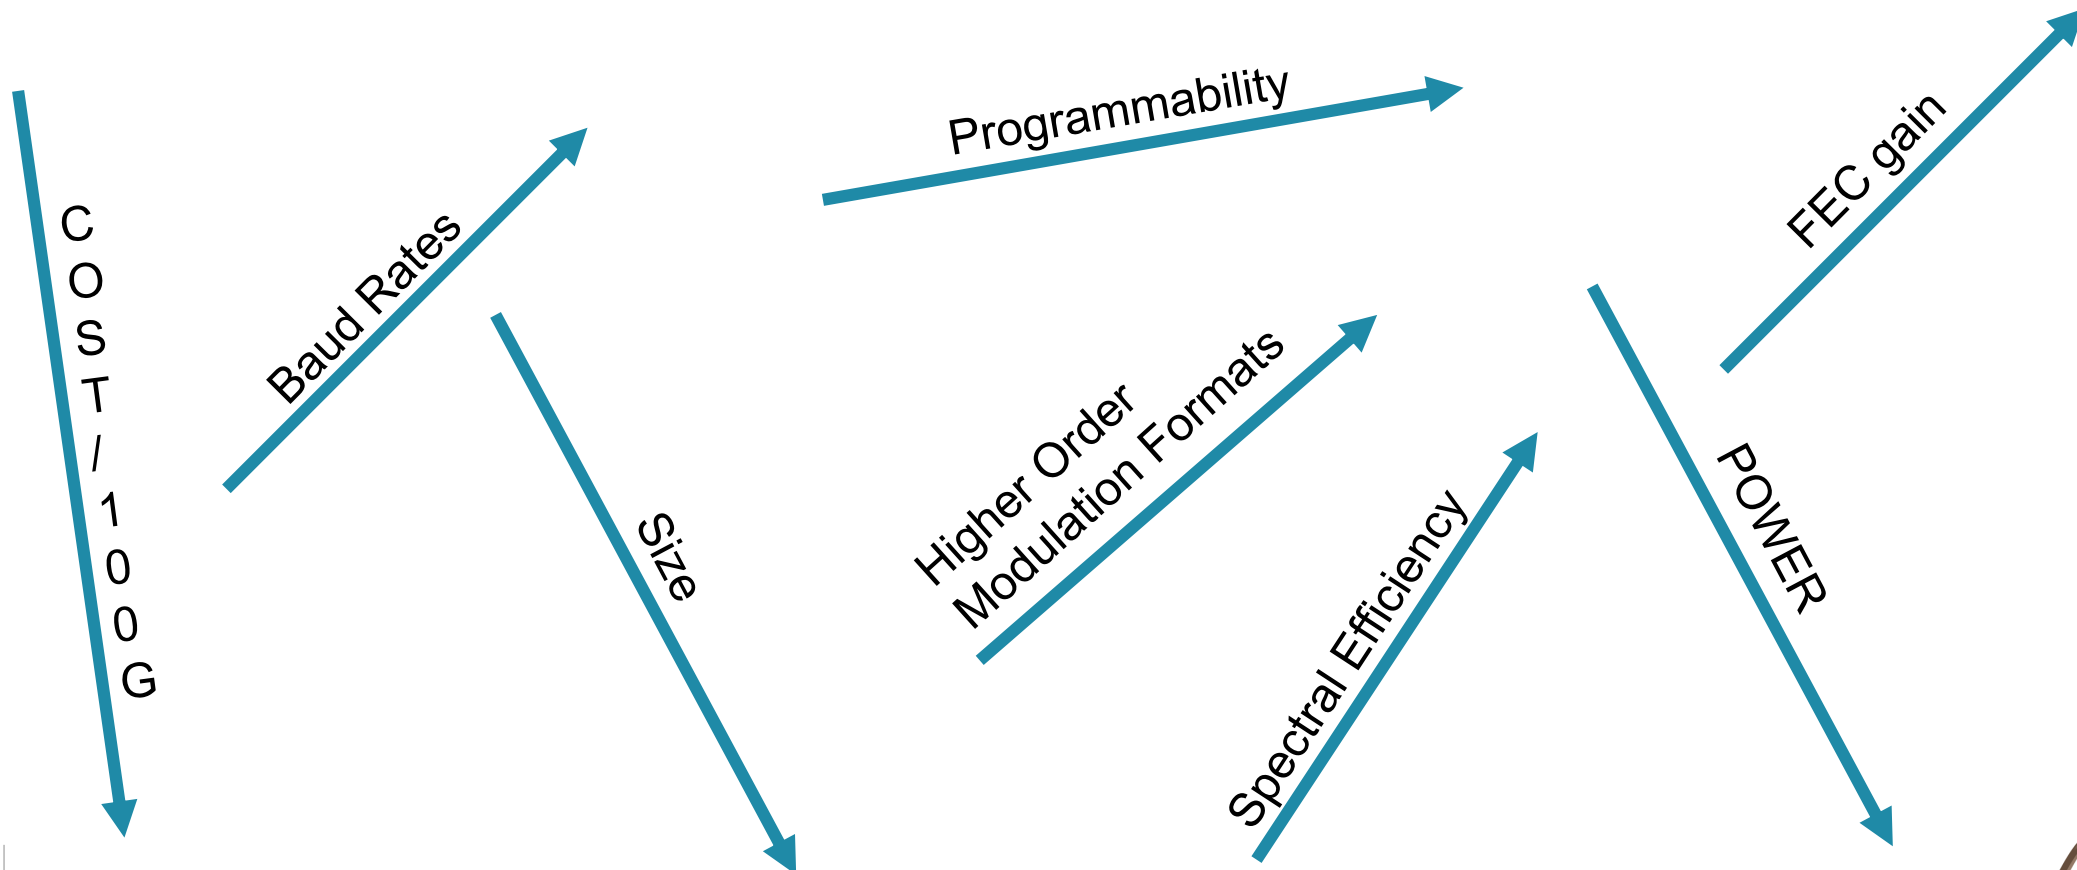 COST/100G
Baud Rates
Size
Programmability
Higher Order
Modulation Formats
Spectral Efficiency
FEC gain
POWER